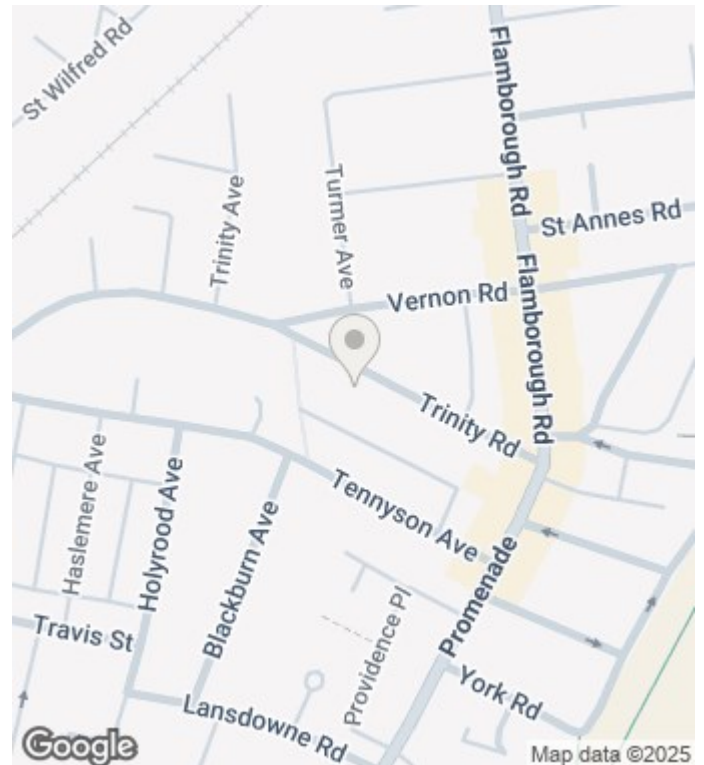 St Wilfred Rd
Flamborough Rd
Trinity Ave
Turmer Ave
St Annes Rd
Flamborough Rd
Vernon Rd
Trinity Rd
Haslemere Ave
Holyrood Ave
Blackburn Ave
Tennyson Ave
Promenade
Providence Pl
Travis St
York Rd
Lansdowne Rd
Google
Map data ©2025